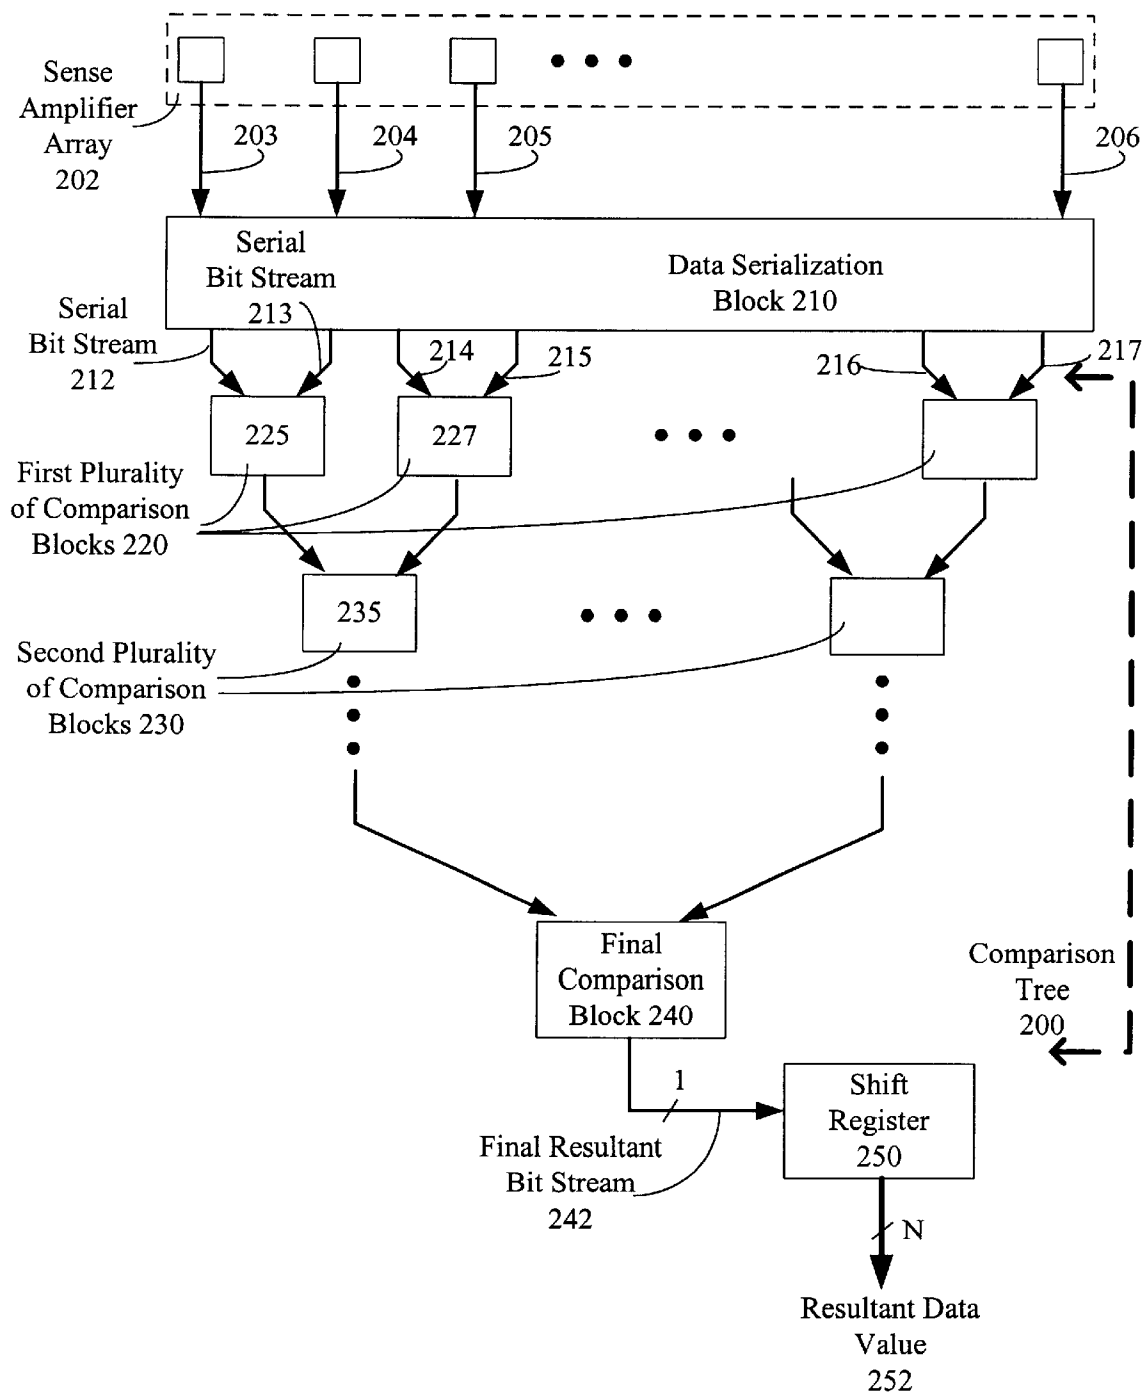 Sense
Amplifier
Array
202
203
204
205
206
Serial
Bit Stream
213
Data Serialization
Block 210
Serial
Bit Stream
212
214
215
216
217
225
227
First Plurality
of Comparison
Blocks 220
235
Second Plurality
of Comparison
Blocks 230
Final
Comparison
Block 240
Comparison
Tree
200
1
Shift
Register
250
Final Resultant
Bit Stream
242
N
Resultant Data
Value
252